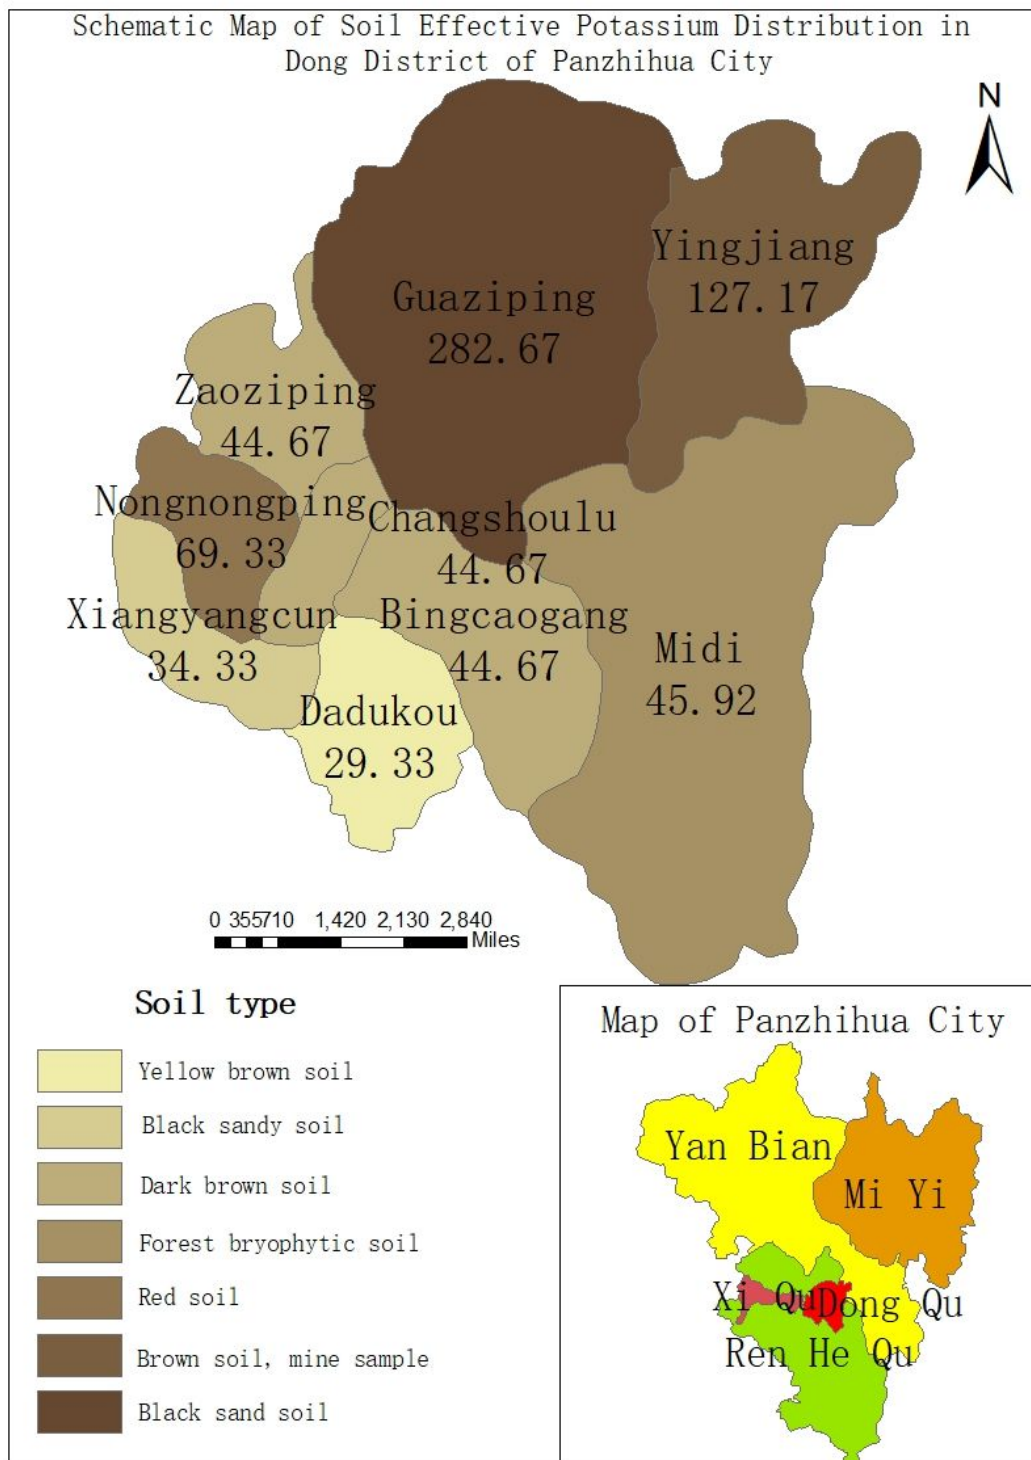 Schematic Map of Soil Effective Potassium Distribution in
Dong District of Panzhihua City
N
Yingjiang
127.17
Guaziping
282.67
Zaoziping
44.67
Nongnongping
69.33
Changshoulu
44.67
Xiangyangcun
34.33
Bingcaogang
44.67
Midi
45.92
Dadukou
29.33
0 355710 1,420 2,130 2,840
Miles
Soil type
Yellow brown soil
Black sandy soil
Dark brown soil
Forest bryophytic soil
Red soil
Brown soil, mine sample
Black sand soil
Map of Panzhihua City
Yan Bian
Mi Yi
Xi Qu
Dong Qu
Ren He Qu